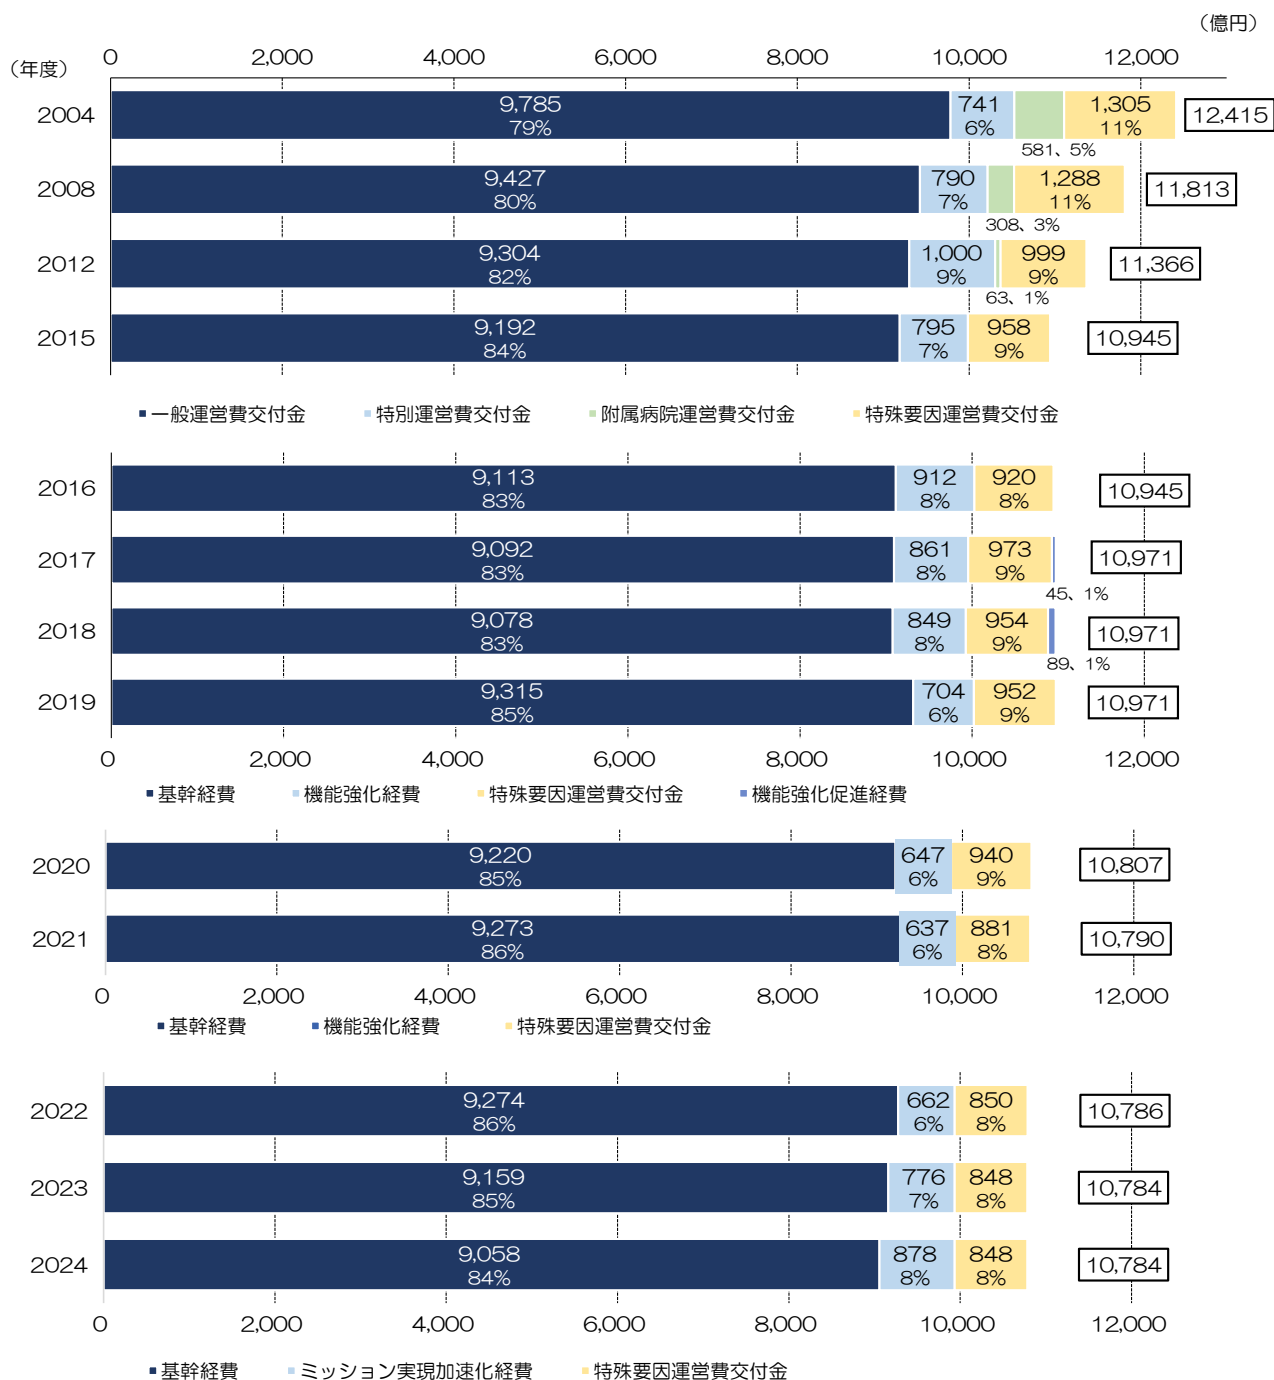 （億円）
0 2,000 4,000 6,000 8,000 10,000 12,000
（年度）
2004 9,785 741 1,305 12,415
79% 6% 11%
581、5%
2008 9,427 790 1,288 11,813
80% 7% 11%
308、3%
2012 9,304 1,000 999 11,366
82% 9% 9%
63、1%
2015 9,192 795 958 10,945
84% 7% 9%
一般運営費交付金 特別運営費交付金 附属病院運営費交付金 特殊要因運営費交付金
2016 9,113 912 920 10,945
83% 8% 8%
2017 9,092 861 973 10,971
83% 8% 9%
45、1%
2018 9,078 849 954 10,971
83% 8% 9%
89、1%
2019 9,315 704 952 10,971
85% 6% 9%
0 2,000 4,000 6,000 8,000 10,000 12,000
基幹経費 機能強化経費 特殊要因運営費交付金 機能強化促進経費
2020 9,220 647 940 10,807
85% 6% 9%
2021 9,273 637 881 10,790
86% 6% 8%
0 2,000 4,000 6,000 8,000 10,000 12,000
基幹経費 機能強化経費 特殊要因運営費交付金
2022 9,274 662 850 10,786
86% 6% 8%
2023 9,159 776 848 10,784
85% 7% 8%
2024 9,058 878 848 10,784
84% 8% 8%
0 2,000 4,000 6,000 8,000 10,000 12,000
基幹経費 ミッション実現加速化経費 特殊要因運営費交付金